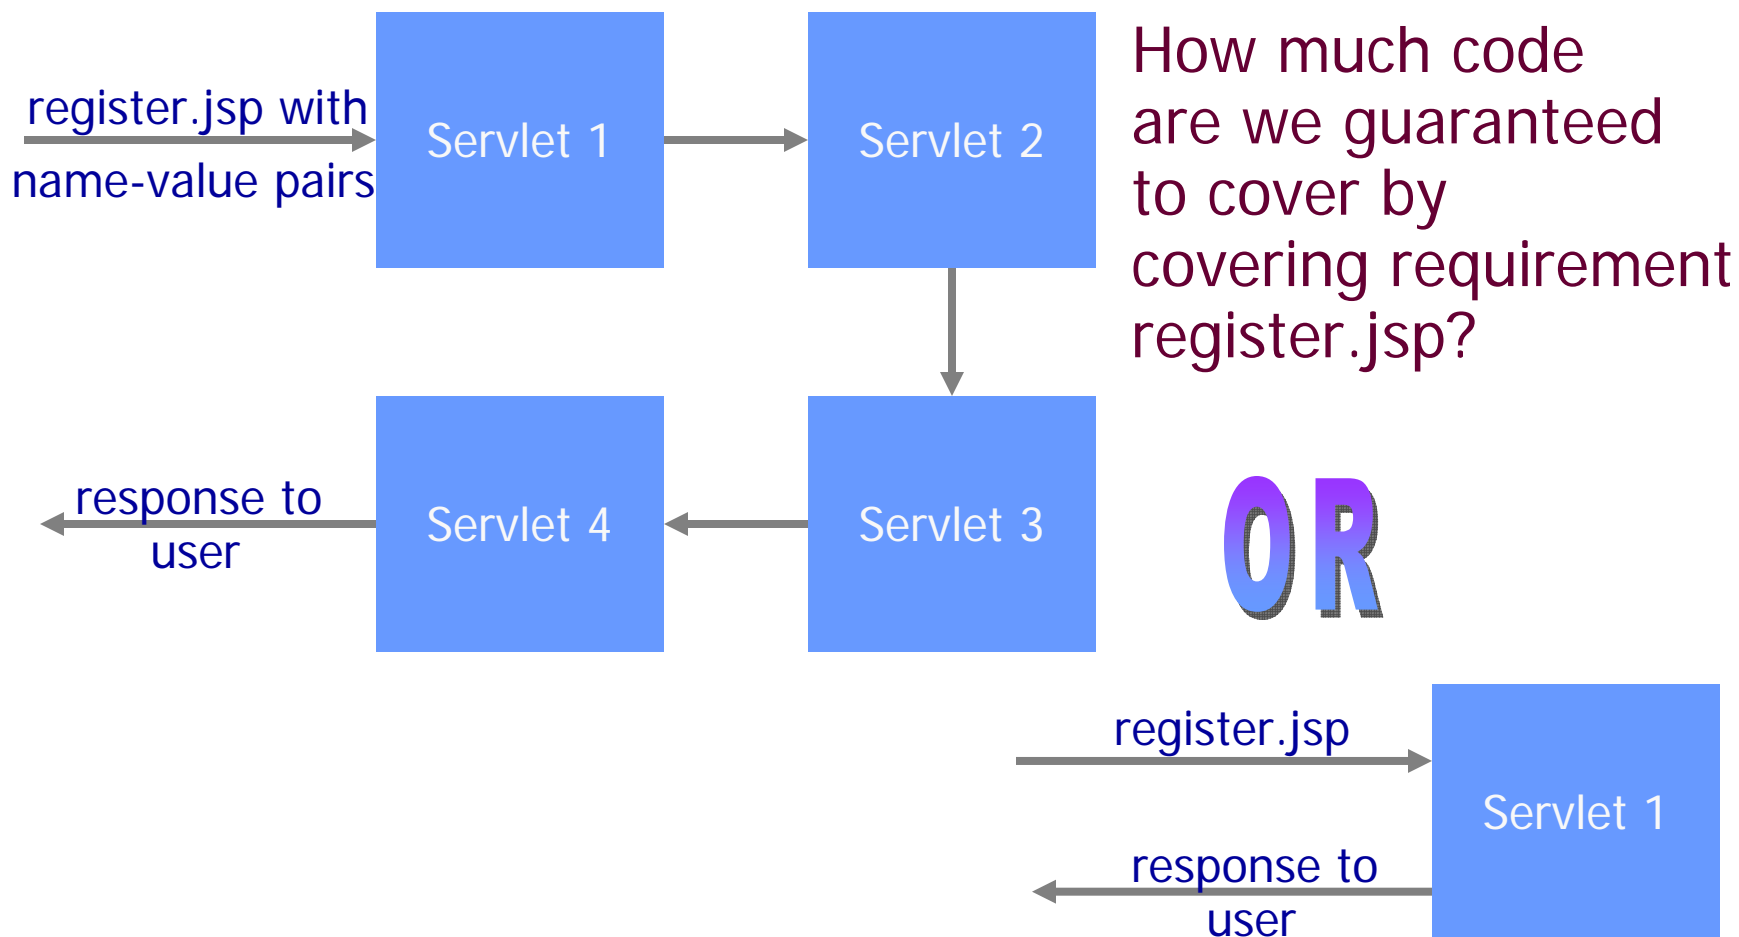 register.jsp with
name-value pairs
Servlet 1
Servlet 2
How much code
are we guaranteed
to cover by
covering requirement
register.jsp?
response to
user
Servlet 4
Servlet 3
OR
register.jsp
Servlet 1
response to
user